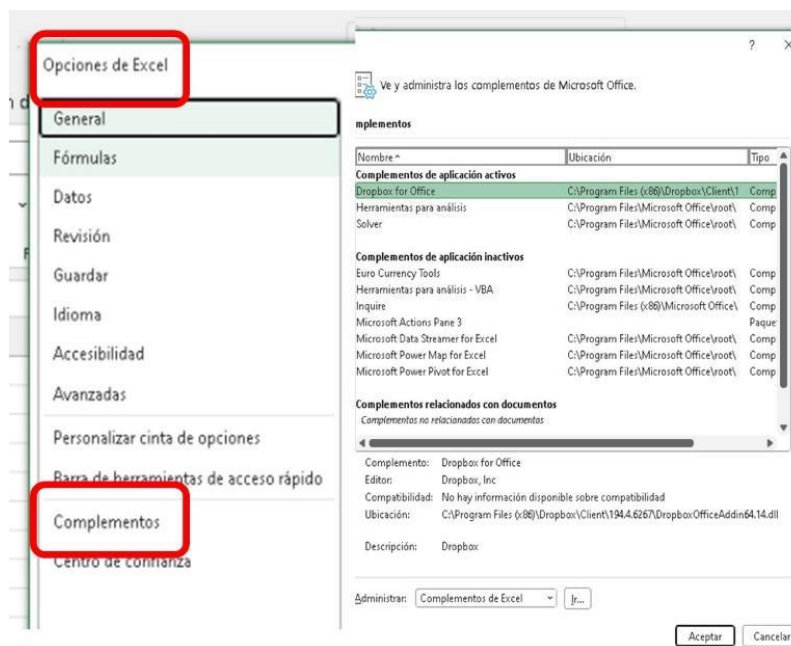 Opciones de Excel
General
Fórmulas
Datos
Revisión
Guardar
Idioma
Accesibilidad
Avanzadas
Personalizar cinta de opciones
Barra de herramientas de acceso rápido
Complementos
Centro de confianza
? X
Ve y administra los complementos de Microsoft Office.
mplementos
Nombre Ubicación Tipo
Complementos de aplicación activos
Dropbox for Office C:\Program Files (x86)\Dropbox\Client\1 Comp
Herramientas para análisis C:\Program Files\Microsoft Office\root\ Comp
Solver C:\Program Files\Microsoft Office\root\ Comp
Complementos de aplicación inactivos
Euro Currency Tools C:\Program Files\Microsoft Office\root\ Comp
Herramientas para análisis - VBA C:\Program Files\Microsoft Office\root\ Comp
Inquire C:\Program Files (x86)\Microsoft Office\ Comp
Microsoft Actions Pane 3 Paque
Microsoft Data Streamer for Excel C:\Program Files\Microsoft Office\root\ Comp
Microsoft Power Map for Excel C:\Program Files\Microsoft Office\root\ Comp
Microsoft Power Pivot for Excel C:\Program Files\Microsoft Office\root\ Comp
Complementos relacionados con documentos
Complementos no relacionados con documentos
Complemento: Dropbox for Office
Editor: Dropbox, Inc
Compatibilidad: No hay información disponible sobre compatibilidad
Ubicación: C:\Program Files (x86)\Dropbox\Client\194.4.6267\DropboxOfficeAddin64.14.dll
Descripción: Dropbox
Administrar: Complementos de Excel Ir...
Aceptar Cancelar